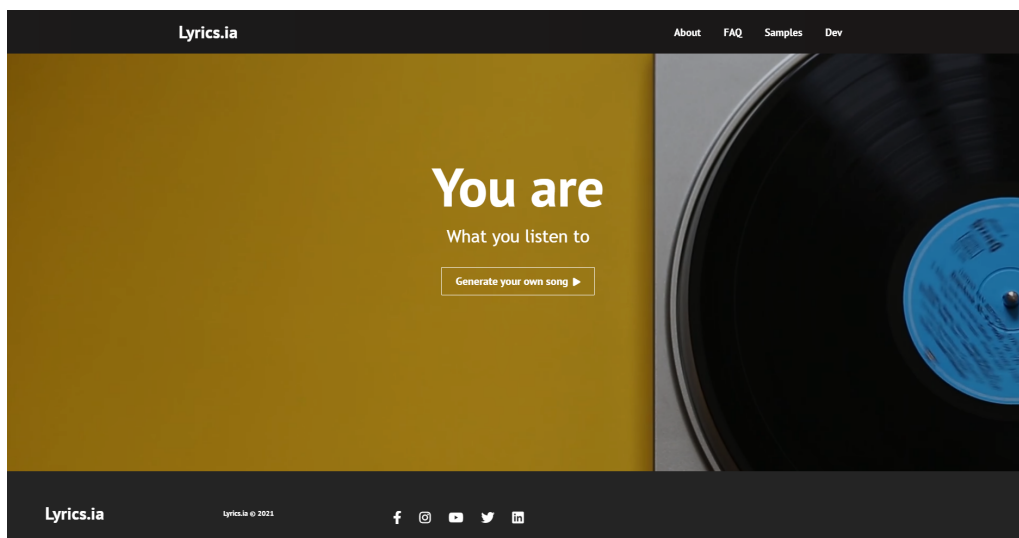 Lyrics.ia
About FAQ Samples Dev
You are
What you listen to
Generate your own song
Lyrics.ia
Lyrics.ia © 2021